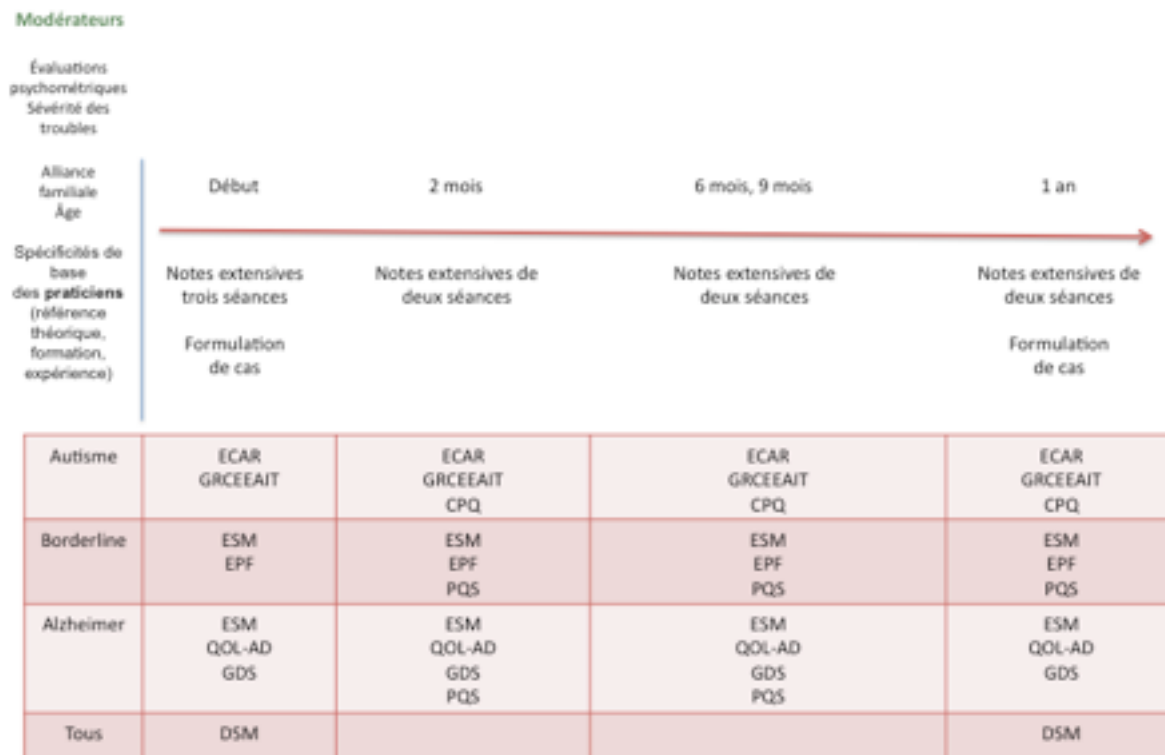 Modérateurs
Évaluations
psychométriques
Sévérité des
troubles
Alliance
familiale
Âge
Spécificités de
base
des praticiens
(référence
théorique,
formation,
expérience)
Début 2 mois 6 mois, 9 mois 1 an
Notes extensives Notes extensives de Notes extensives de Notes extensives de
trois séances deux séances deux séances deux séances
Formulation Formulation
de cas de cas
Autisme ECAR ECAR ECAR ECAR
GRCEEAIT GRCEEAIT GRCEEAIT GRCEEAIT
CPQ CPQ CPQ
Borderline ESM ESM ESM ESM
EPF EPF EPF EPF
PQS PQS PQS
Alzheimer ESM ESM ESM ESM
QOL-AD QOL-AD QOL-AD QOL-AD
GDS GDS GDS GDS
PQS PQS
Tous DSM DSM